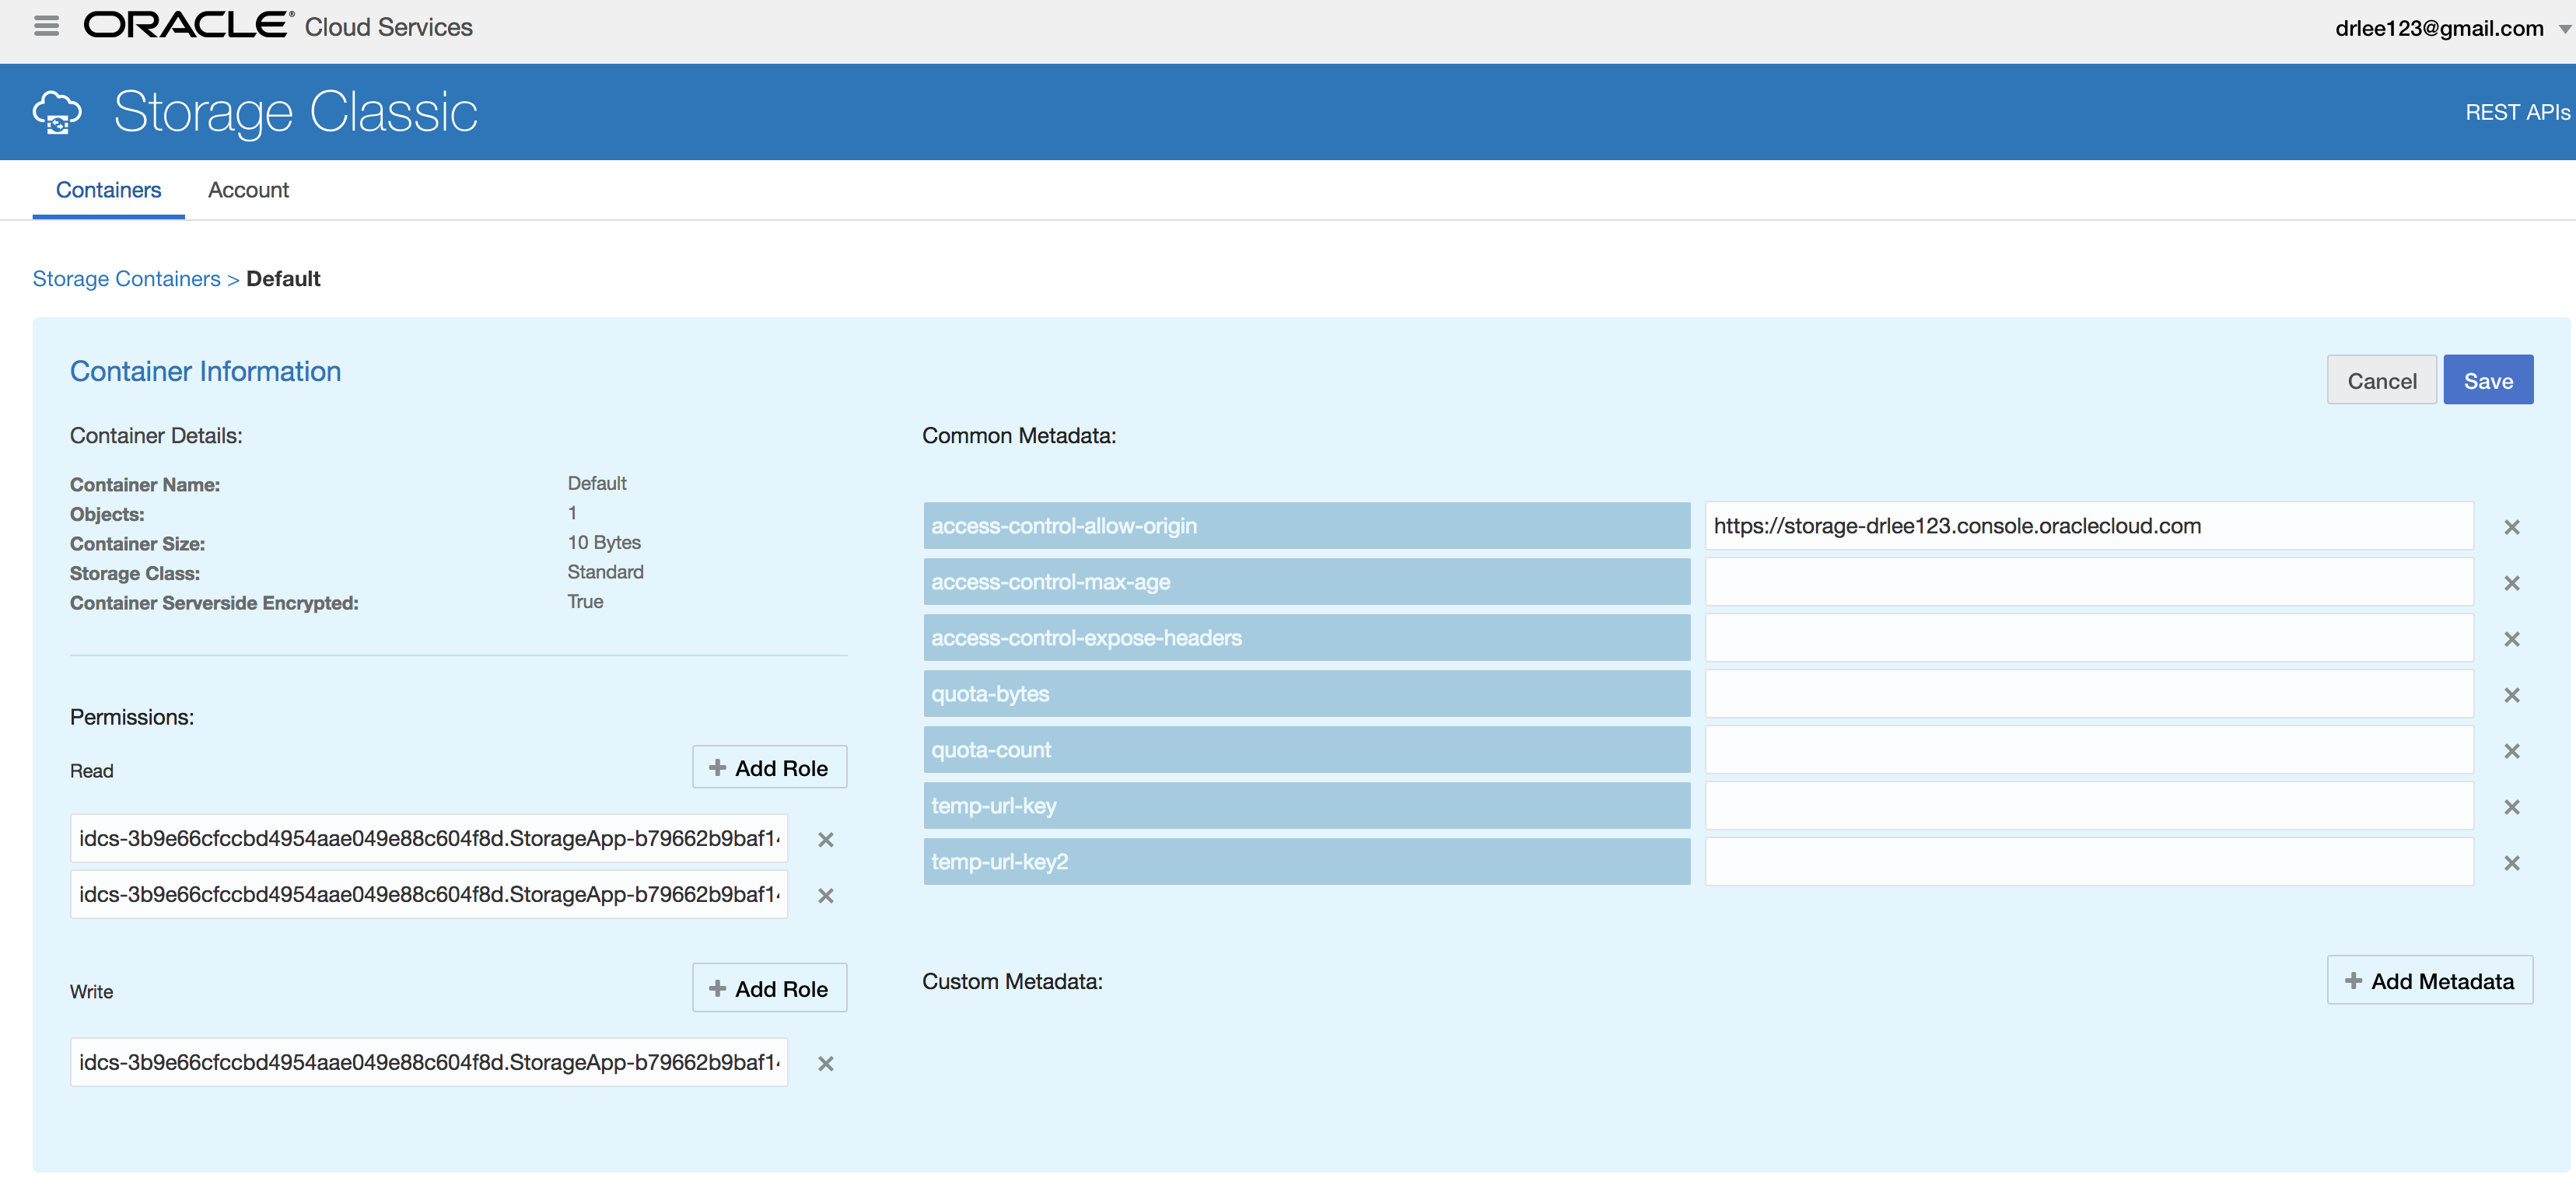 ORACLE® Cloud Services
drlee123@gmail.com
Storage Classic
REST APIs
Containers
Account
Storage Containers > Default
Container Information
Cancel
Save
Container Details:
Container Name: Default
Objects: 1
Container Size: 10 Bytes
Storage Class: Standard
Container Serverside Encrypted: True
Permissions:
Read
+ Add Role
idcs-3b9e66cfccbd4954aae049e88c604f8d.StorageApp-b79662b9baf1
idcs-3b9e66cfccbd4954aae049e88c604f8d.StorageApp-b79662b9baf1
Write
+ Add Role
idcs-3b9e66cfccbd4954aae049e88c604f8d.StorageApp-b79662b9baf1
Common Metadata:
access-control-allow-origin https://storage-drlee123.console.oraclecloud.com
access-control-max-age
access-control-expose-headers
quota-bytes
quota-count
temp-url-key
temp-url-key2
Custom Metadata:
+ Add Metadata